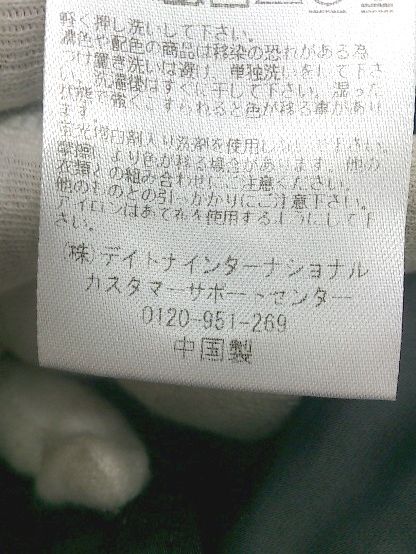 軽く押し洗いして下さい。
濃色や配色の商品は移染の恐れがある為
つけ置き洗いは避け、単独洗いをして下さ
い。洗濯後はすぐに干して下さい。湿った
状態で強くこすられると色が移る事があり
ます。
蛍光増白剤入り洗剤を使用しないで下さい。
摩擦により色が移る場合があります。他の
衣類との組み合わせにご注意ください。
他のものとの引っかかりにご注意下さい。
アイロンはあて布を使用するようにして下
さい。
(株)デイトナインターナショナル
カスタマーサポートセンター
0120-951-269
中国製